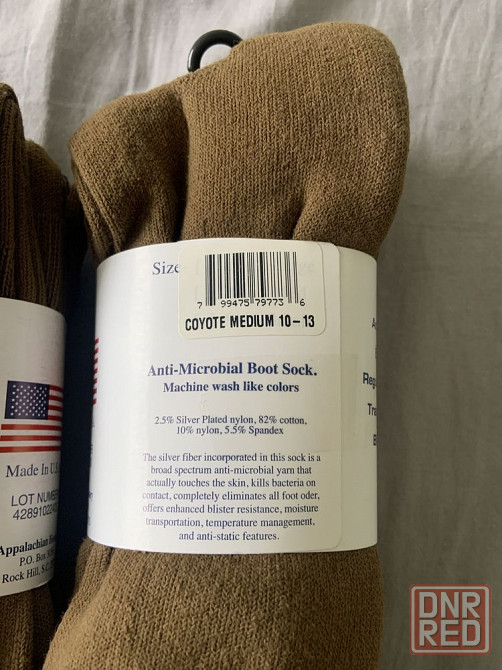 Size
7 99475 79773 6
COYOTE MEDIUM 10-13
Anti-Microbial Boot Sock.
Machine wash like colors
2.5% Silver Plated nylon, 82% cotton,
10% nylon, 5.5% Spandex
The silver fiber incorporated in this sock is a
broad spectrum anti-microbial yarn that
actually touches the skin, kills bacteria on
contact, completely eliminates all foot oder,
offers enhanced blister resistance, moisture
transportation, temperature management,
and anti-static features.
Made In
LOT NUMBE
Appalachian
P.O. Box
Rock Hill, S.C.
DNR
RED